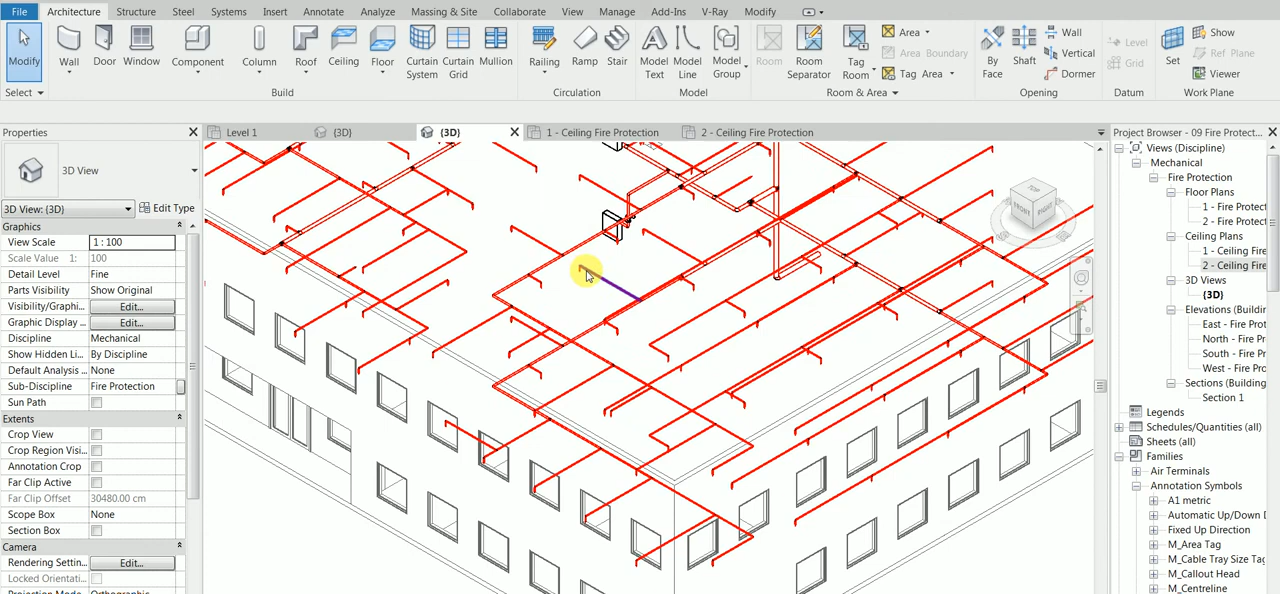 File Architecture Structure Steel Systems Insert Annotate Analyze Massing & Site Collaborate View Manage Add-Ins V-Ray Modify
Modify
Wall
Door
Window
Component
Column
Roof
Ceiling
Floor
Curtain System
Curtain Grid
Mullion
Railing
Ramp
Stair
Model Text
Model Line
Model Group
Room
Room Separator
Tag Room
Area
Area Boundary
Tag Area
By Face
Shaft
Wall
Vertical
Dormer
Level
Grid
Set
Show
Ref Plane
Viewer
Select Build Circulation Model Room & Area Opening Datum Work Plane
Properties
3D View
3D View: {3D} Edit Type
Graphics
View Scale 1 : 100
Scale Value 1: 100
Detail Level Fine
Parts Visibility Show Original
Visibility/Graphi... Edit...
Graphic Display ... Edit...
Discipline Mechanical
Show Hidden Li... By Discipline
Default Analysis ... None
Sub-Discipline Fire Protection
Sun Path
Extents
Crop View
Crop Region Visi...
Annotation Crop
Far Clip Active
Far Clip Offset 30480.00 cm
Scope Box None
Section Box
Camera
Rendering Settin... Edit...
Locked Orientati...
Projection Mode Orthographic
Level 1 {3D} {3D} 1 - Ceiling Fire Protection 2 - Ceiling Fire Protection
TOP
FRONT RIGHT
Project Browser - 09 Fire Protect...
Views (Discipline)
Mechanical
Fire Protection
Floor Plans
1 - Fire Protect
2 - Fire Protect
Ceiling Plans
1 - Ceiling Fire
2 - Ceiling Fire
3D Views
{3D}
Elevations (Buildin
East - Fire Pro
North - Fire Pr
South - Fire Pr
West - Fire Pro
Sections (Building
Section 1
Legends
Schedules/Quantities (all)
Sheets (all)
Families
Air Terminals
Annotation Symbols
A1 metric
Automatic Up/Down D
Fixed Up Direction
M_Area Tag
M_Cable Tray Size Tag
M_Callout Head
M_Centreline